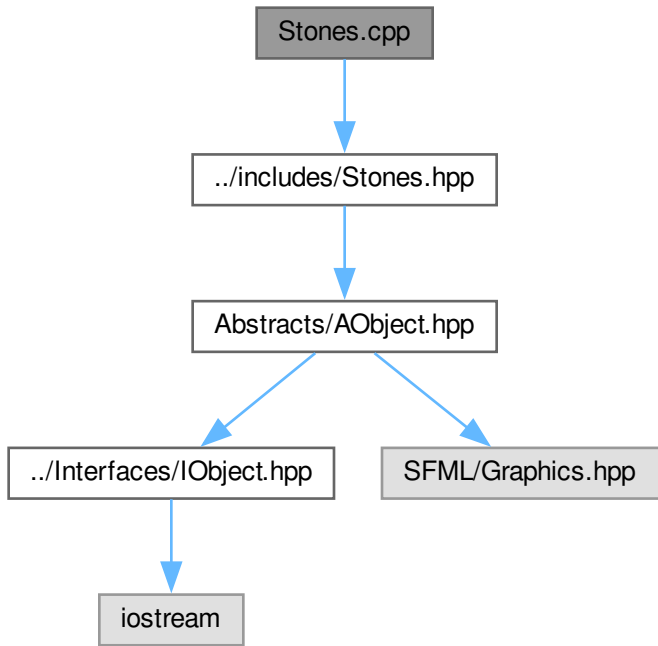 Stones.cpp
../includes/Stones.hpp
Abstracts/AObject.hpp
../Interfaces/IObject.hpp
SFML/Graphics.hpp
iostream